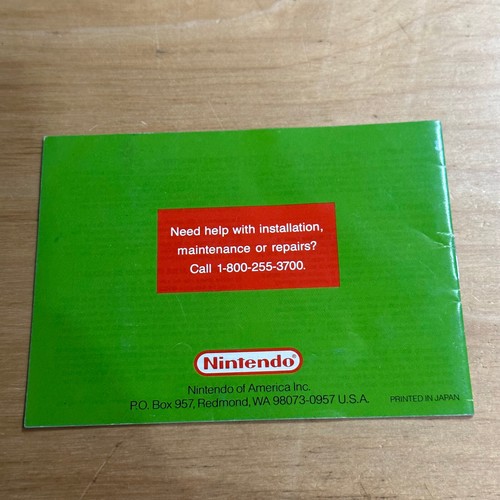 Need help with installation,
maintenance or repairs?
Call 1-800-255-3700.
Nintendo®
Nintendo of America Inc.
P.O. Box 957, Redmond, WA 98073-0957 U.S.A.
PRINTED IN JAPAN